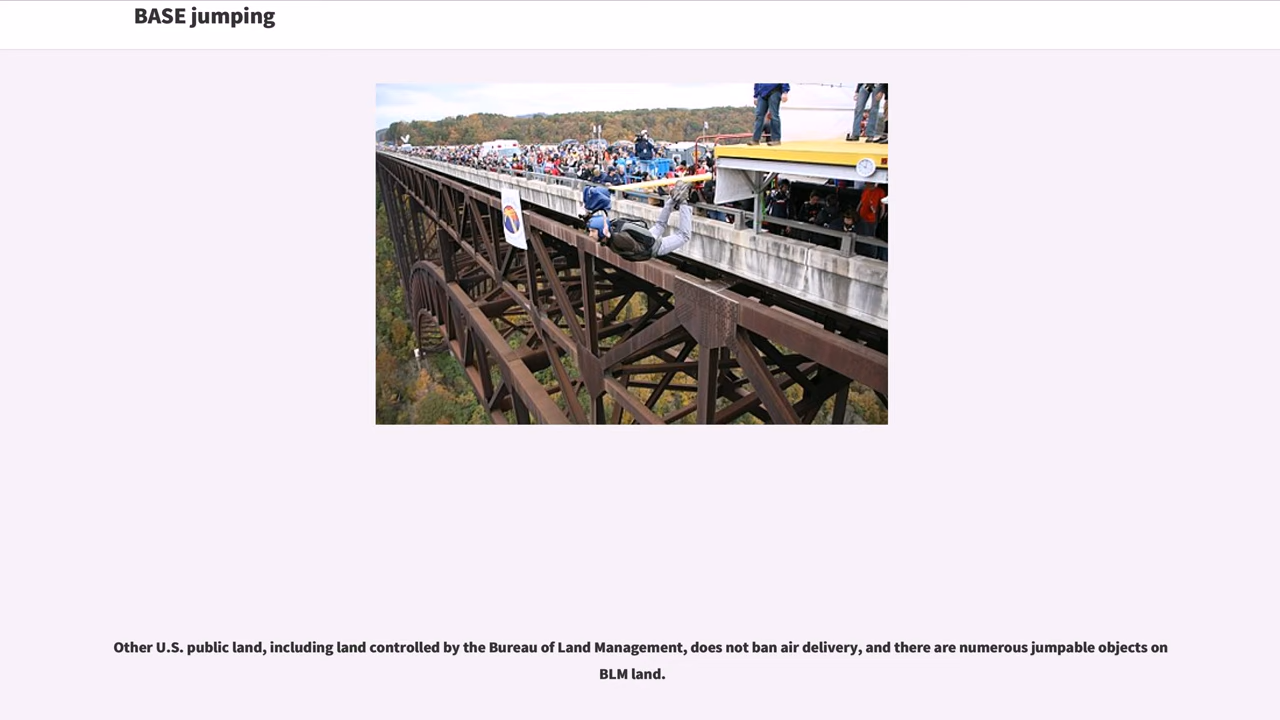 BASE jumping
Other U.S. public land, including land controlled by the Bureau of Land Management, does not ban air delivery, and there are numerous jumpable objects on
BLM land.